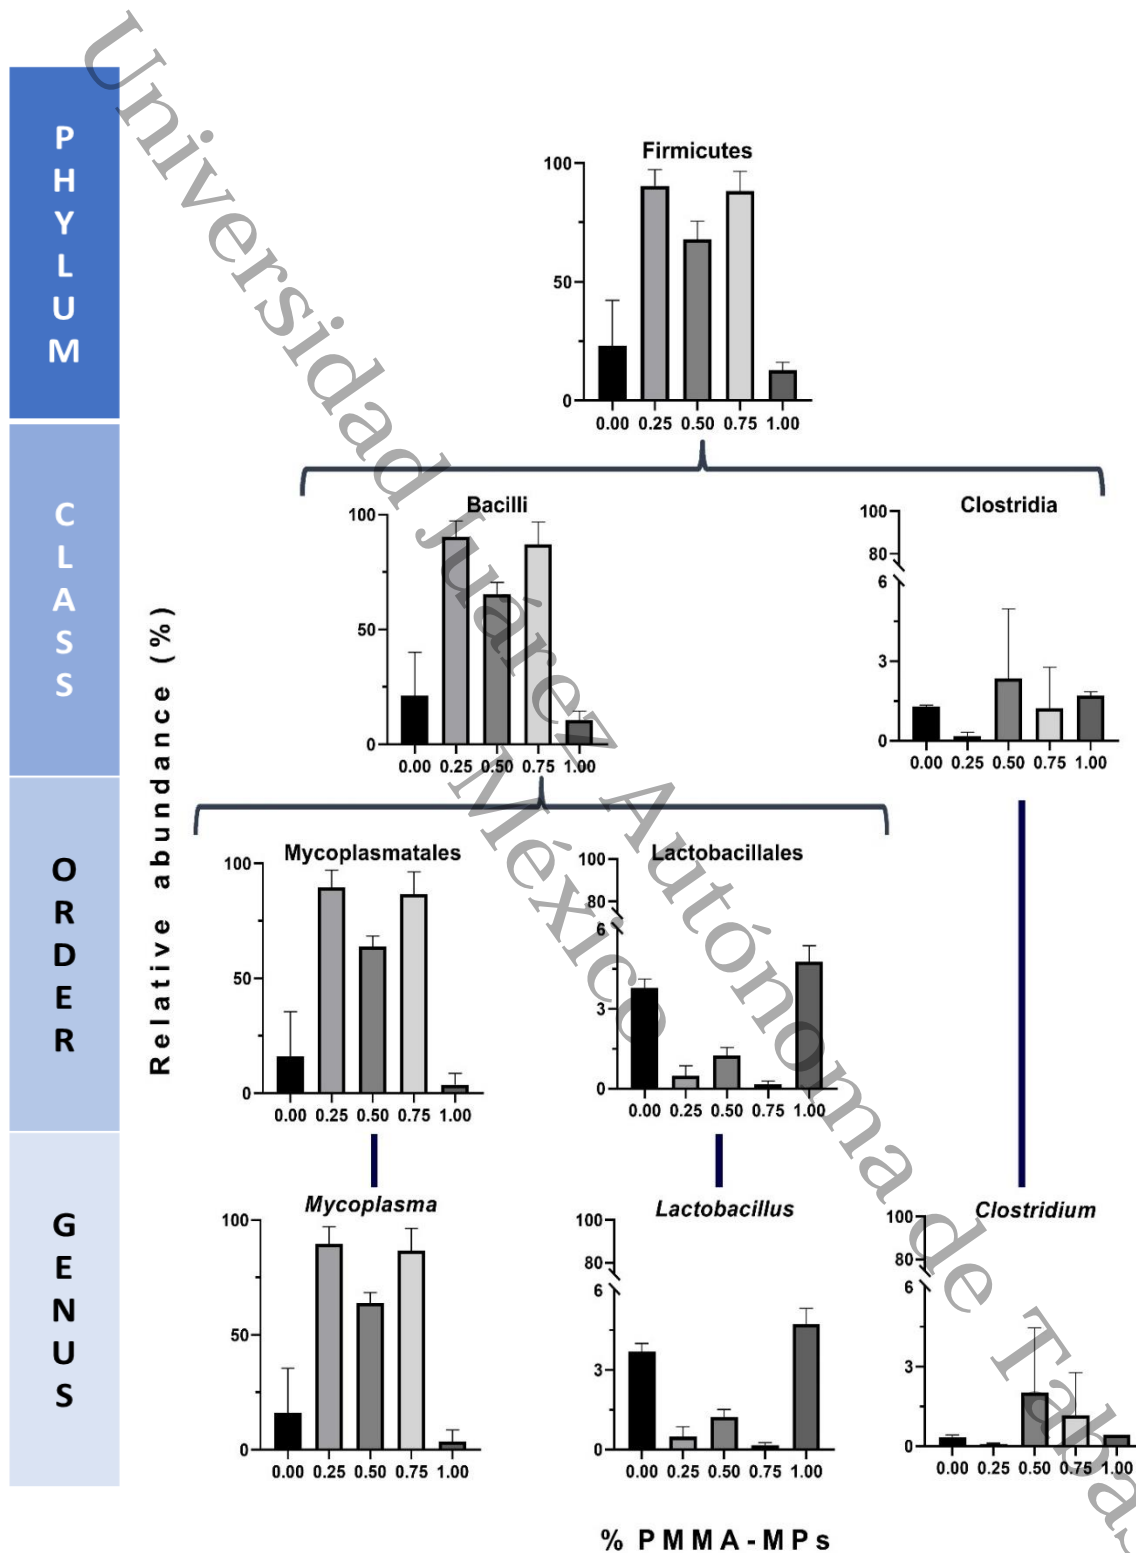 Universidad Juárez Autónoma de Tabas
México
PHYLUM
Firmicutes
100
50
0
0.00 0.25 0.50 0.75 1.00
CLASS
Relative abundance (%)
Bacilli
100
50
0
0.00 0.25 0.50 0.75 1.00
Clostridia
100
80
6
3
0
0.00 0.25 0.50 0.75 1.00
ORDER
Mycoplasmatales
100
50
0
0.00 0.25 0.50 0.75 1.00
Lactobacillales
100
80
6
3
0
0.00 0.25 0.50 0.75 1.00
GENUS
Mycoplasma
100
50
0
0.00 0.25 0.50 0.75 1.00
Lactobacillus
100
80
6
3
0
0.00 0.25 0.50 0.75 1.00
Clostridium
100
80
6
3
0
0.00 0.25 0.50 0.75 1.00
% PMMA-MPs